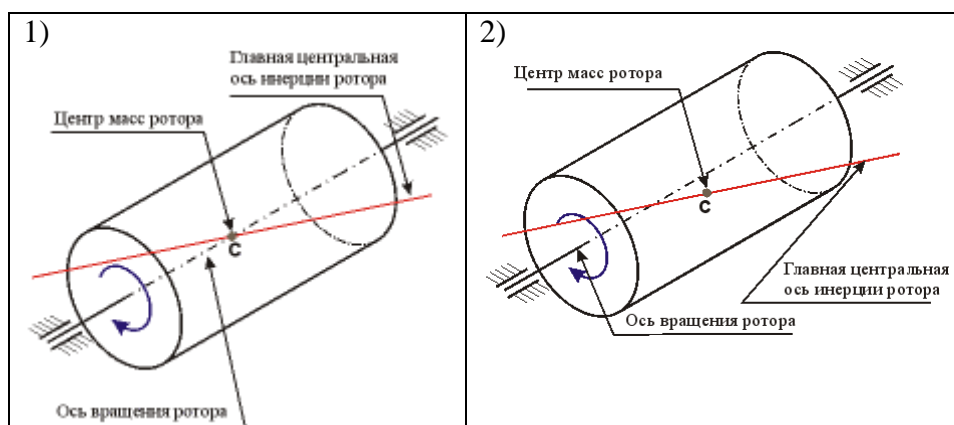 1)
Главная центральная
ось инерции ротора
Центр масс ротора
C
Ось вращения ротора
2)
Центр масс ротора
C
Главная центральная
ось инерции ротора
Ось вращения ротора